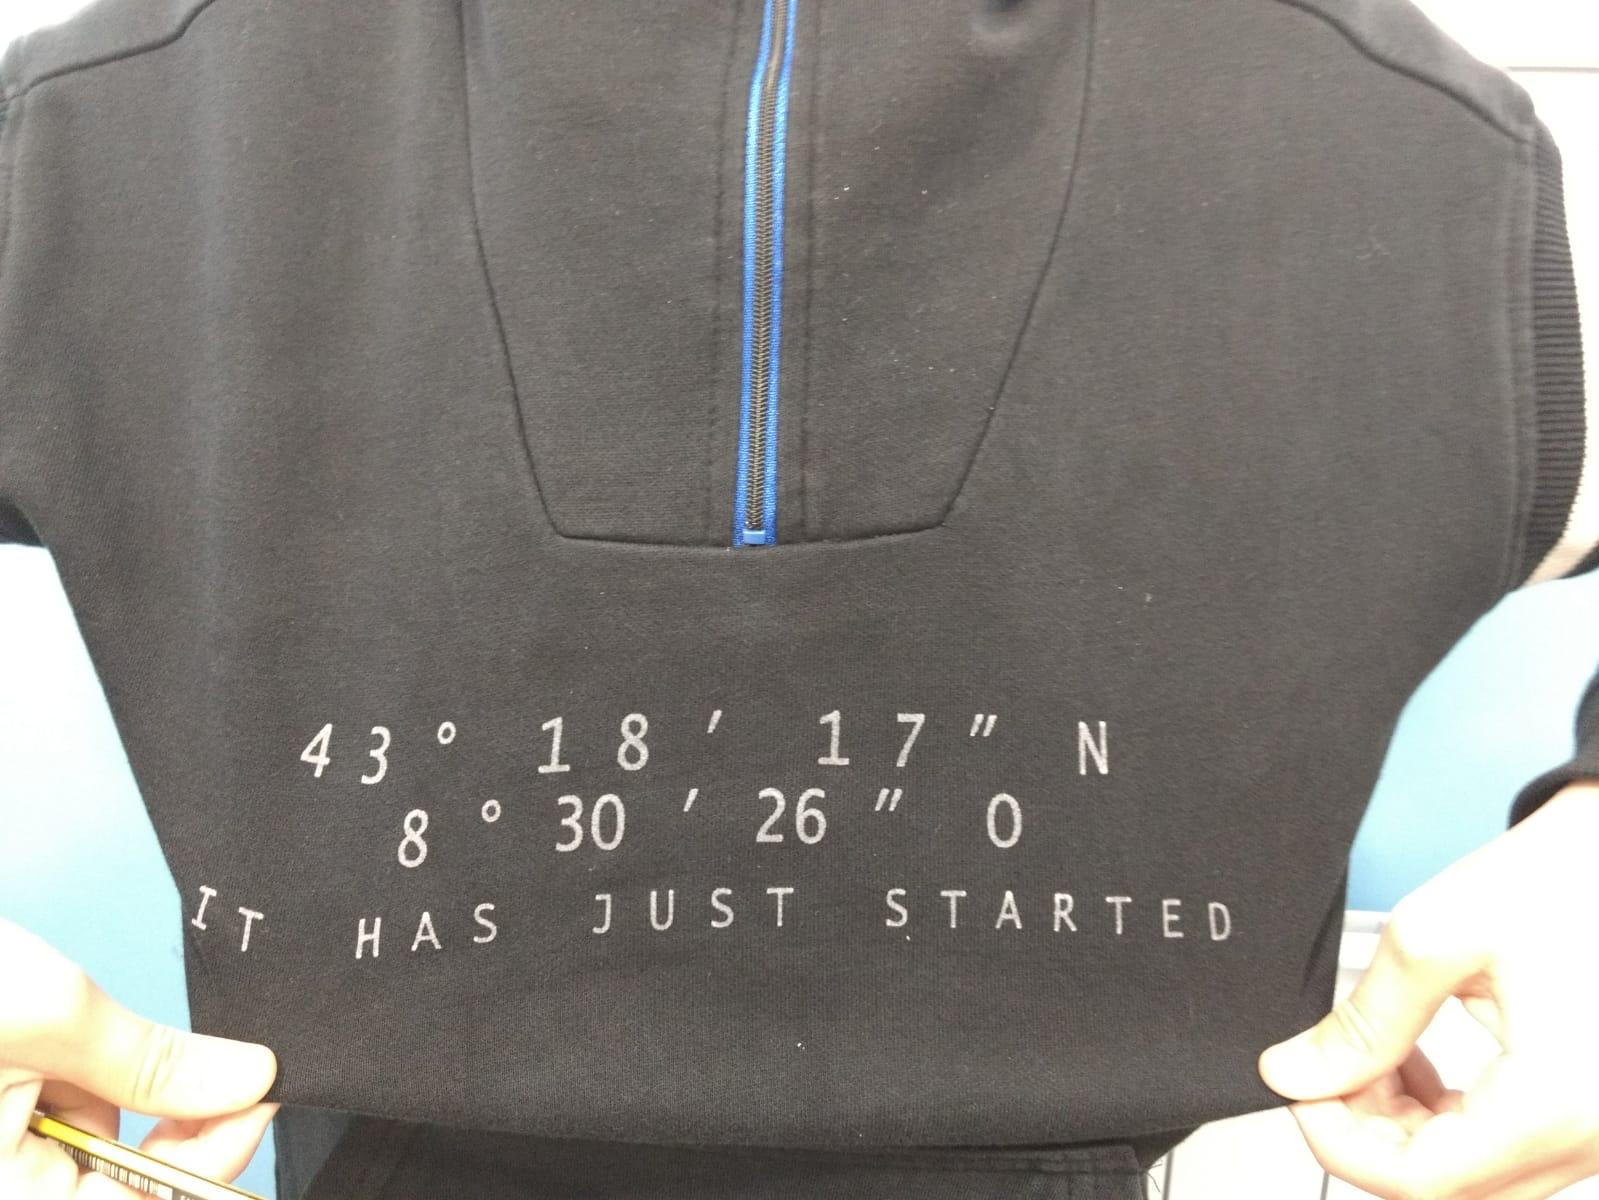 43° 18′ 17″ N
8° 30′ 26″ O
IT HAS JUST STARTED